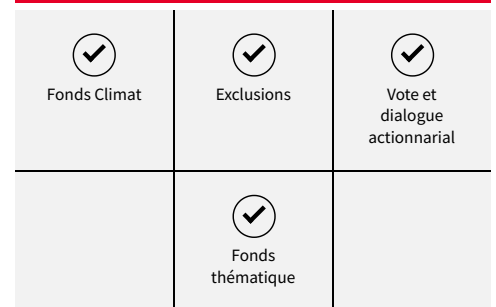 Fonds Climat
Exclusions
Vote et
dialogue
actionnarial
Fonds
thématique